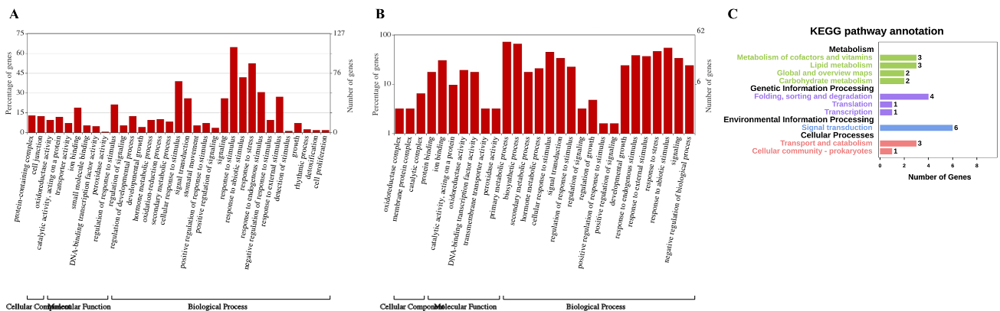 A
Percentage of genes
75
60
45
30
15
0
127
76
0
Number of genes
protein-containing complex
cell junction
oxidoreductase activity
catalytic activity, acting on a protein
transporter activity
ion binding
small molecule binding
DNA-binding transcription factor activity
peroxidase activity
regulation of response to stimulus
regulation of signaling
regulation of developmental process
developmental growth
hormone metabolic process
oxidation-reduction process
secondary metabolic process
cellular response to stimulus
signal transduction
stomatal movement
positive regulation of response to stimulus
positive regulation of signaling
signaling
response to stimulus
response to abiotic stimulus
response to stress
response to endogenous stimulus
negative regulation of response to stimulus
response to external stimulus
detection of stimulus
growth
rhythmic process
detoxification
cell proliferation
Cellular Component
Molecular Function
Biological Process
B
Percentage of genes
100
10
1
62
6
Number of genes
oxidoreductase complex
membrane protein complex
catalytic complex
protein binding
ion binding
catalytic activity, acting on a protein
oxidoreductase activity
DNA-binding transcription factor activity
transmembrane transporter activity
peroxidase activity
primary metabolic process
biosynthetic process
secondary metabolic process
hormone metabolic process
cellular response to stimulus
signal transduction
regulation of response to stimulus
regulation of signaling
regulation of growth
positive regulation of response to stimulus
positive regulation of signaling
developmental growth
response to endogenous stimulus
response to external stimulus
response to stress
response to abiotic stimulus
signaling
negative regulation of biological process
Cellular Component
Molecular Function
Biological Process
C
KEGG pathway annotation
Metabolism
Metabolism of cofactors and vitamins 3
Lipid metabolism 3
Global and overview maps 2
Carbohydrate metabolism 2
Genetic Information Processing
Folding, sorting and degradation 4
Translation 1
Transcription 1
Environmental Information Processing
Signal transduction 6
Cellular Processes
Transport and catabolism 3
Cellular community - prokaryotes 1
0 2 4 6 8
Number of Genes